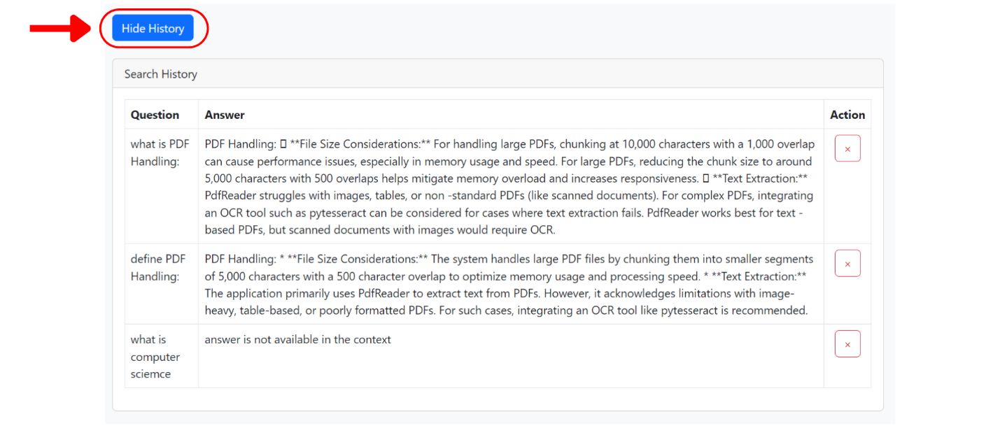 Hide History
Search History
Question Answer Action
what is PDF
Handling:
PDF Handling: ▯ **File Size Considerations:** For handling large PDFs, chunking at 10,000 characters with a 1,000 overlap
can cause performance issues, especially in memory usage and speed. For large PDFs, reducing the chunk size to around
5,000 characters with 500 overlaps helps mitigate memory overload and increases responsiveness. ▯ **Text Extraction:**
PdfReader struggles with images, tables, or non -standard PDFs (like scanned documents). For complex PDFs, integrating
an OCR tool such as pytesseract can be considered for cases where text extraction fails. PdfReader works best for text -
based PDFs, but scanned documents with images would require OCR.
×
define PDF
Handling:
PDF Handling: * **File Size Considerations:** The system handles large PDF files by chunking them into smaller segments
of 5,000 characters with a 500 character overlap to optimize memory usage and processing speed. * **Text Extraction:**
The application primarily uses PdfReader to extract text from PDFs. However, it acknowledges limitations with image-
heavy, table-based, or poorly formatted PDFs. For such cases, integrating an OCR tool like pytesseract is recommended.
×
what is
computer
sciemce
answer is not available in the context
×